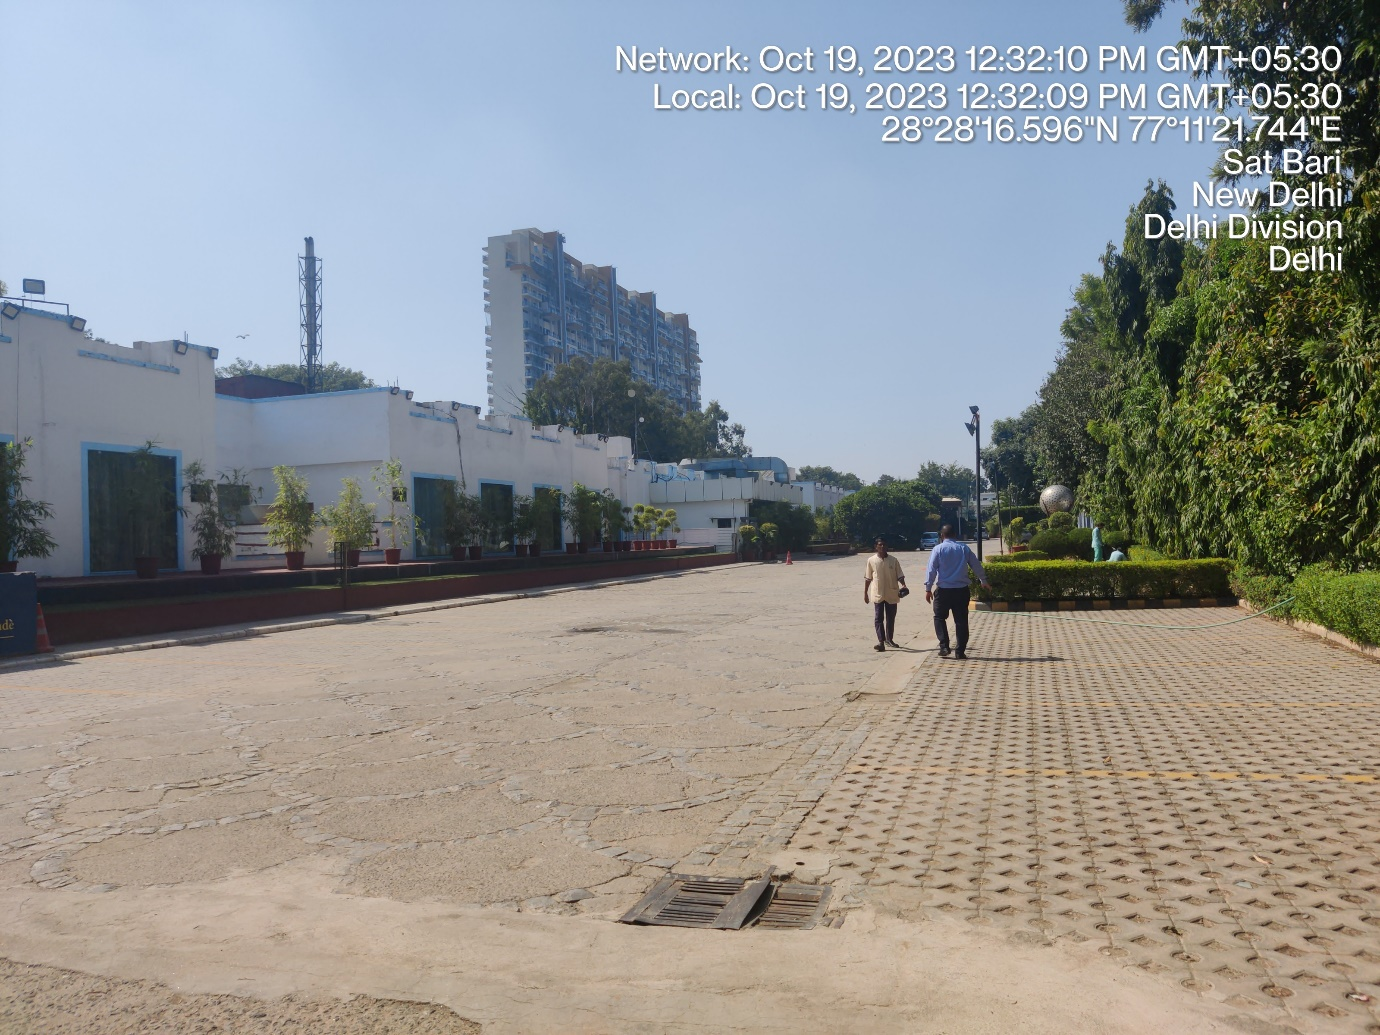 Network: Oct 19, 2023 12:32:10 PM GMT+05:30
Local: Oct 19, 2023 12:32:09 PM GMT+05:30
28°28'16.596"N 77°11'21.744"E
Sat Bari
New Delhi
Delhi Division
Delhi